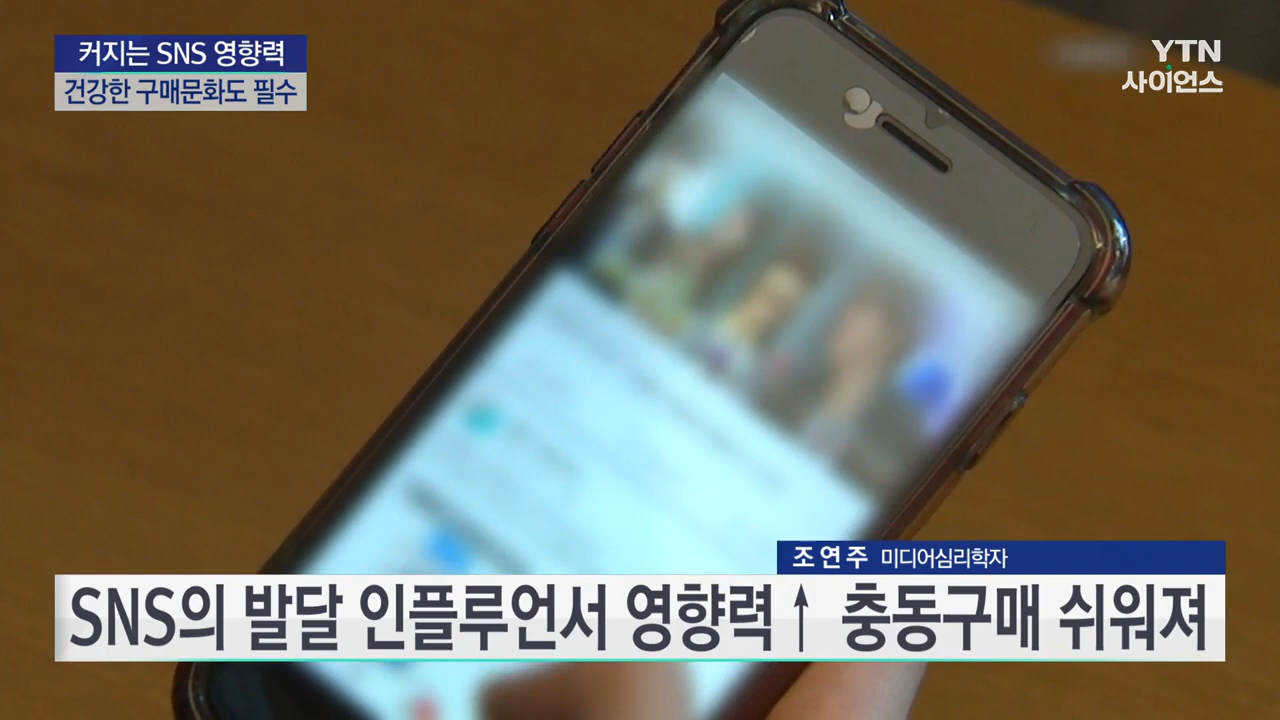 커지는 SNS 영향력
건강한 구매문화도 필수
YTN
사이언스
조연주 미디어심리학자
SNS의 발달 인플루언서 영향력↑ 충동구매 쉬워져